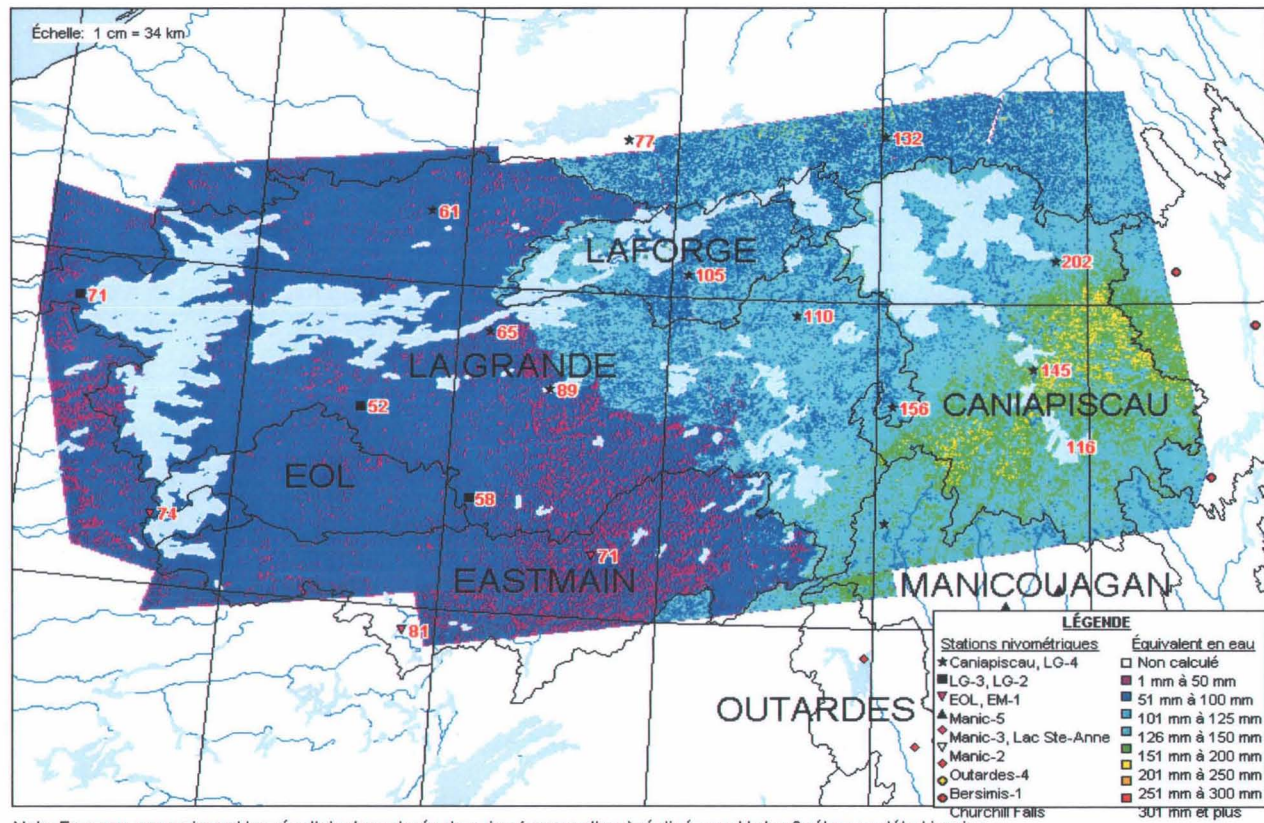 Échelle: 1 cm = 34 km
77
132
61
LAFORGE
105
202
71
110
65
LA GRANDE
89
145
52
156
CANIAPISCAU
116
EOL
58
74
71
EASTMAIN
MANICOUAGAN
81
OUTARDES
LÉGENDE
Stations nivométriques
Caniapiscau, LG-4
LG-3, LG-2
EOL, EM-1
Manic-5
Manic-3, Lac Ste-Anne
Manic-2
Outardes-4
Bersimis-1
Churchill Falls
Équivalent en eau
Non calculé
1 mm à 50 mm
51 mm à 100 mm
101 mm à 125 mm
126 mm à 150 mm
151 mm à 200 mm
201 mm à 250 mm
251 mm à 300 mm
301 mm et plus